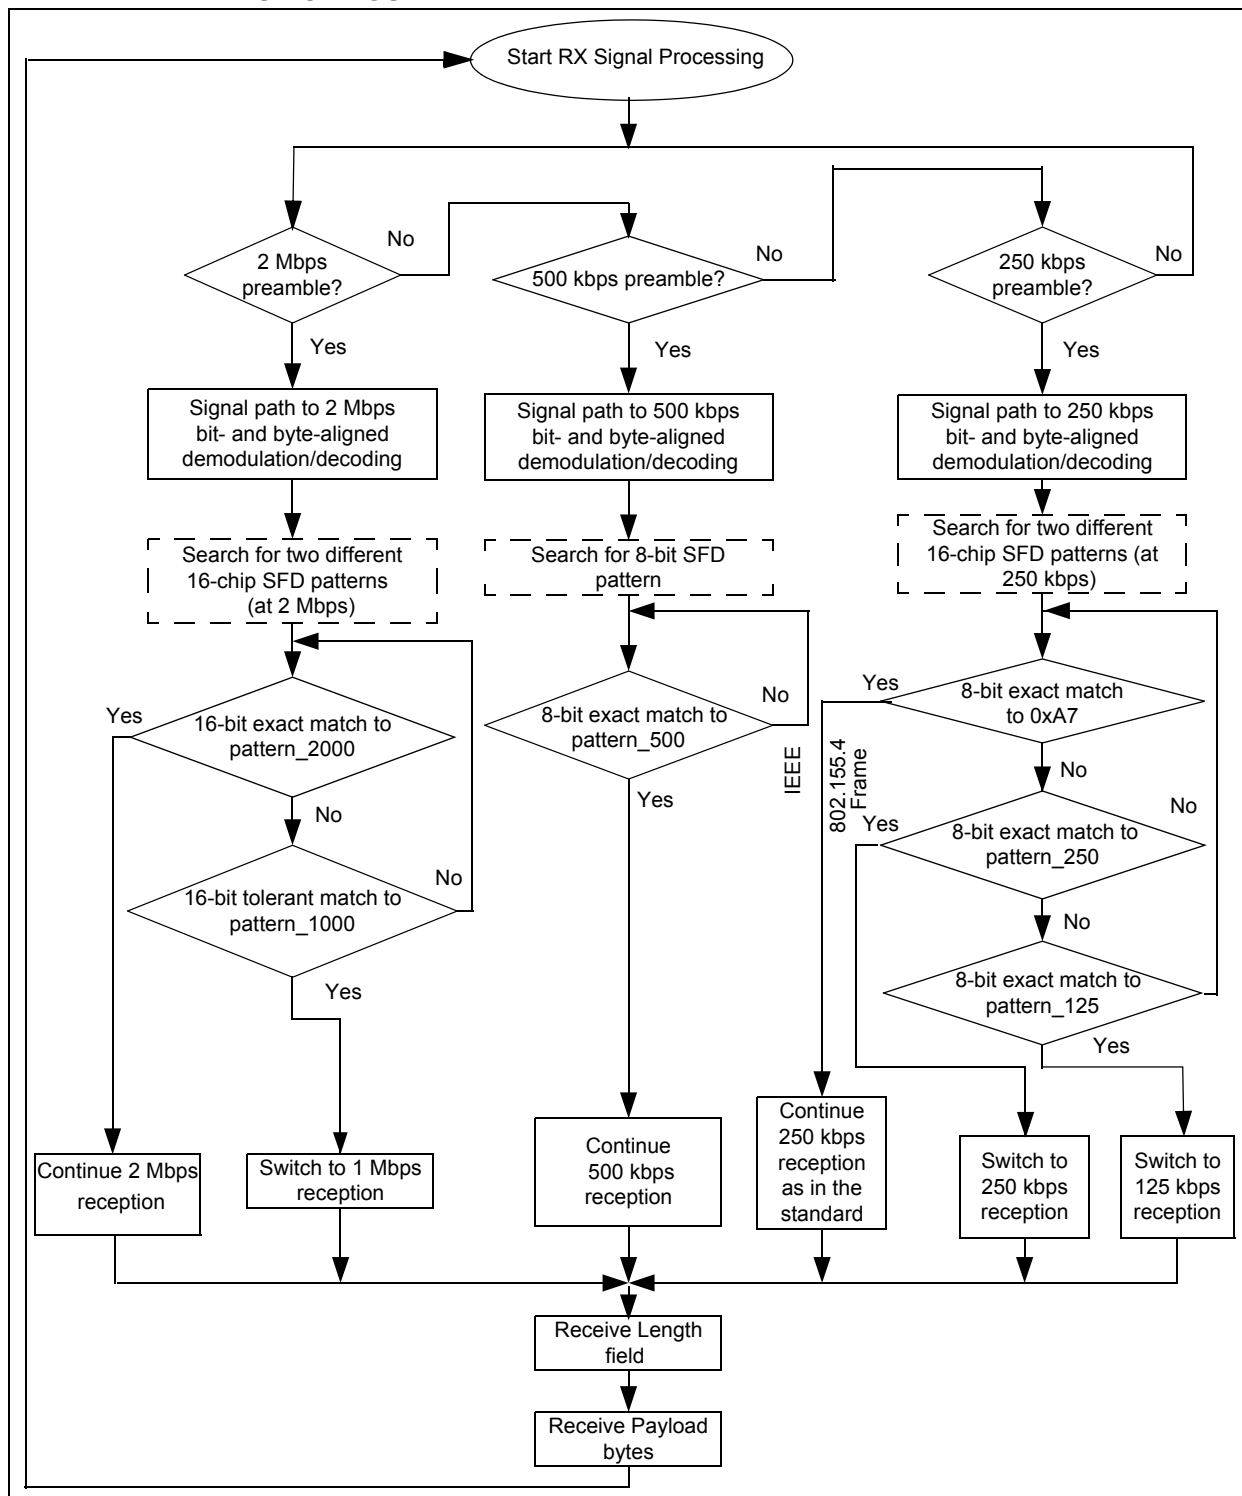 Start RX Signal Processing
2 Mbps
preamble?
No
500 kbps preamble?
No
250 kbps
preamble?
No
Yes
Yes
Yes
Signal path to 2 Mbps
bit- and byte-aligned
demodulation/decoding
Signal path to 500 kbps
bit- and byte-aligned
demodulation/decoding
Signal path to 250 kbps
bit- and byte-aligned
demodulation/decoding
Search for two different
16-chip SFD patterns
(at 2 Mbps)
Search for 8-bit SFD
pattern
Search for two different
16-chip SFD patterns (at
250 kbps)
Yes
16-bit exact match to
pattern_2000
No
16-bit tolerant match to
pattern_1000
No
Yes
8-bit exact match to
pattern_500
No
Yes
Yes
8-bit exact match
to 0xA7
IEEE
802.155.4
Frame
No
No
Yes
8-bit exact match to
pattern_250
No
8-bit exact match to
pattern_125
Yes
Continue 2 Mbps
reception
Switch to 1 Mbps
reception
Continue
500 kbps
reception
Continue
250 kbps
reception
as in the
standard
Switch to
250 kbps
reception
Switch to
125 kbps
reception
Receive Length
field
Receive Payload
bytes